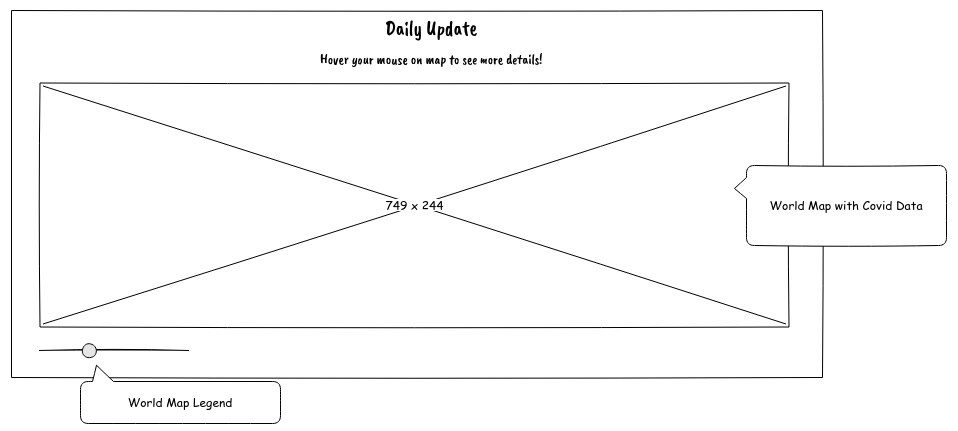 Daily Update
Hover your mouse on map to see more details!
749 x 244
World Map with Covid Data
World Map Legend